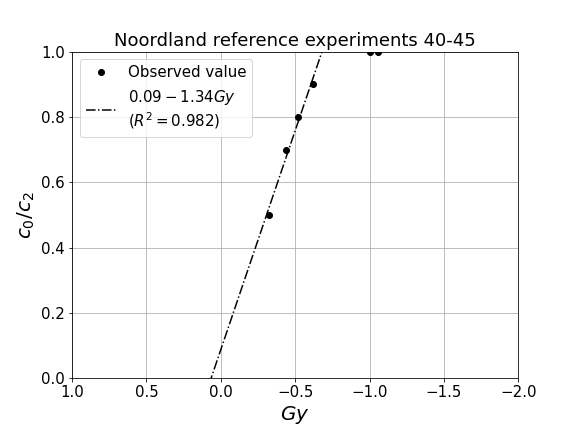 Noordland reference experiments 40-45
Observed value
0.09 − 1.34Gy
(R² = 0.982)
c₀/c₂
1.0
0.8
0.6
0.4
0.2
0.0
1.0 0.5 0.0 −0.5 −1.0 −1.5 −2.0
Gy